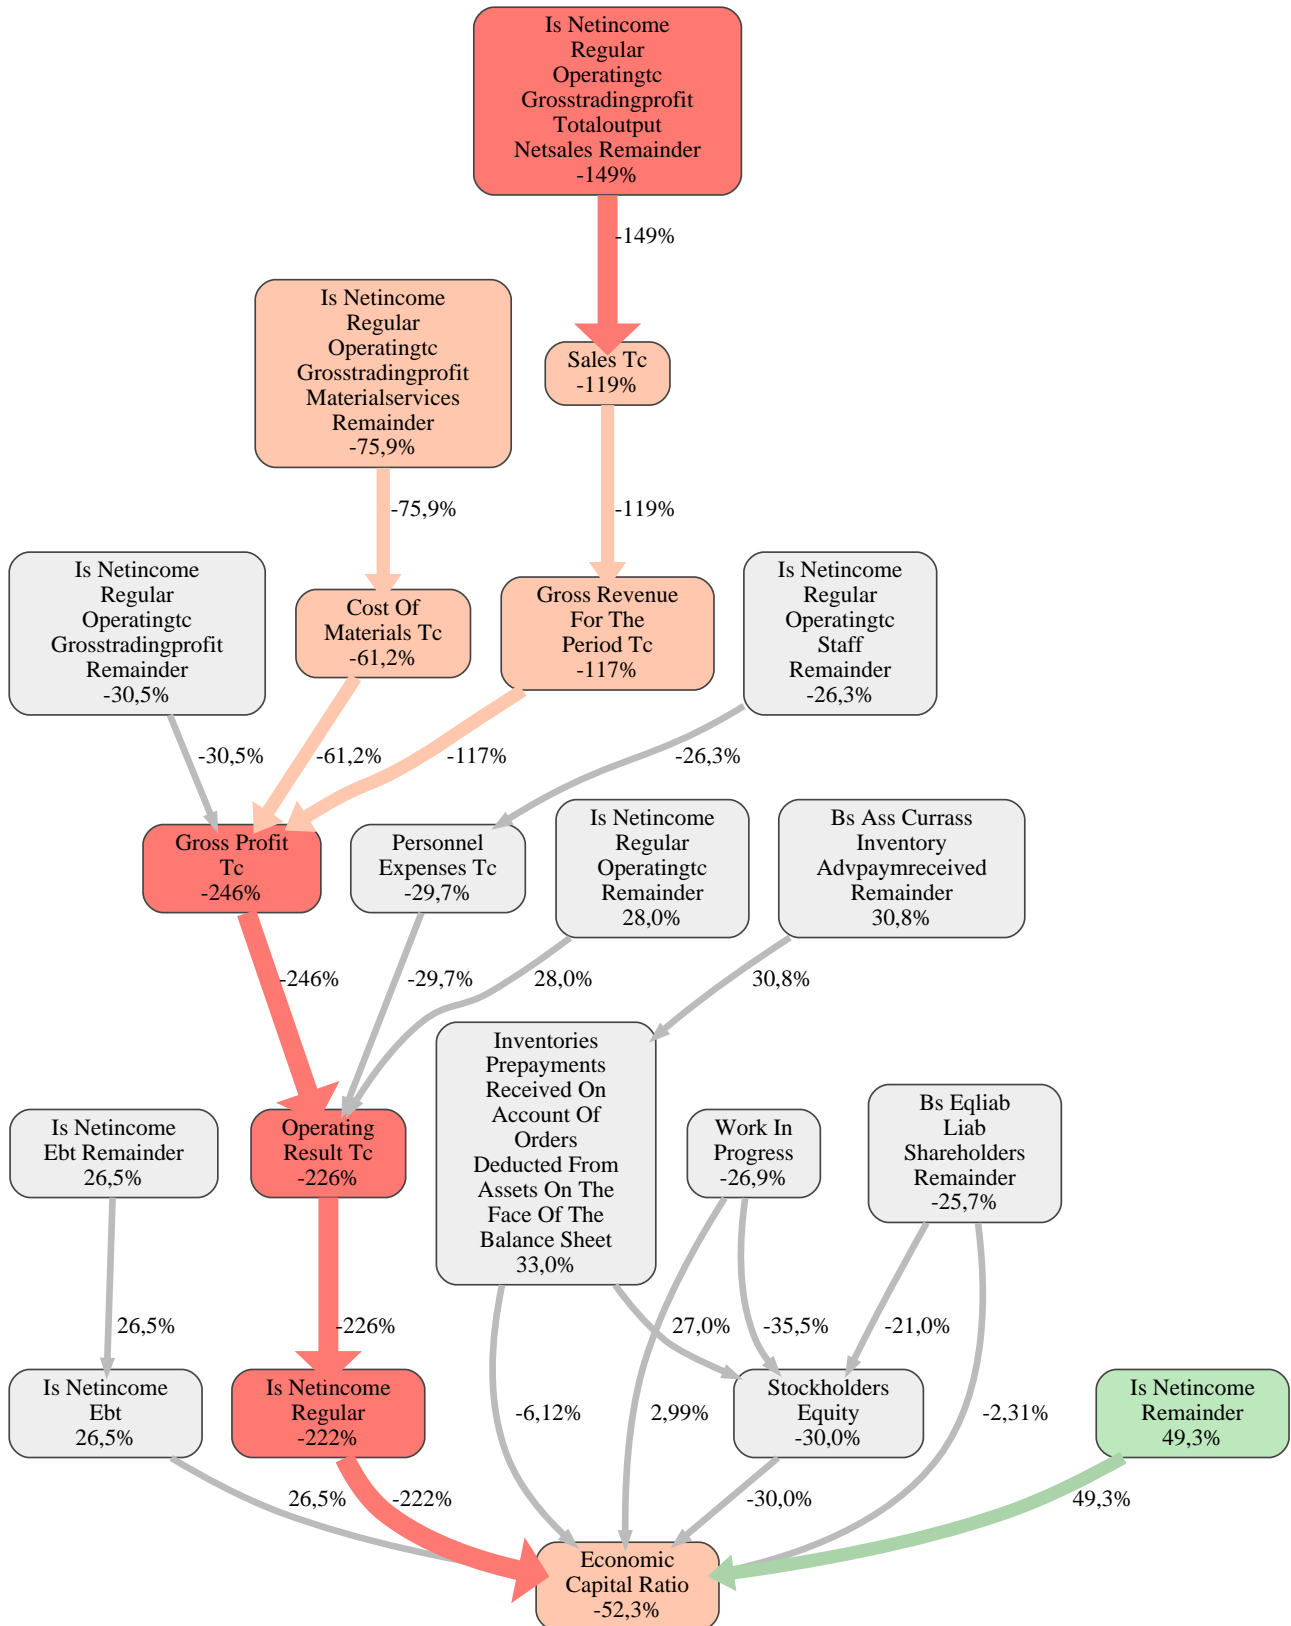 Is Netincome
Regular
Operatingtc
Grosstradingprofit
Totaloutput
Netsales Remainder
-149%
-149%
Is Netincome
Regular
Operatingtc
Grosstradingprofit
Materialservices
Remainder
-75,9%
Sales Tc
-119%
-75,9%
-119%
Is Netincome
Regular
Operatingtc
Grosstradingprofit
Remainder
-30,5%
Cost Of
Materials Tc
-61,2%
Gross Revenue
For The
Period Tc
-117%
Is Netincome
Regular
Operatingtc
Staff
Remainder
-26,3%
-30,5%
-61,2%
-117%
-26,3%
Gross Profit
Tc
-246%
Personnel
Expenses Tc
-29,7%
Is Netincome
Regular
Operatingtc
Remainder
28,0%
Bs Ass Currass
Inventory
Advpaymreceived
Remainder
30,8%
-246%
-29,7%
28,0%
30,8%
Is Netincome
Ebt Remainder
26,5%
Operating
Result Tc
-226%
Inventories
Prepayments
Received On
Account Of
Orders
Deducted From
Assets On The
Face Of The
Balance Sheet
33,0%
Work In
Progress
-26,9%
Bs Eqliab
Liab
Shareholders
Remainder
-25,7%
26,5%
-226%
27,0%
-35,5%
-21,0%
Is Netincome
Ebt
26,5%
Is Netincome
Regular
-222%
-6,12%
2,99%
Stockholders
Equity
-30,0%
-2,31%
Is Netincome
Remainder
49,3%
26,5%
-222%
-30,0%
49,3%
Economic
Capital Ratio
-52,3%